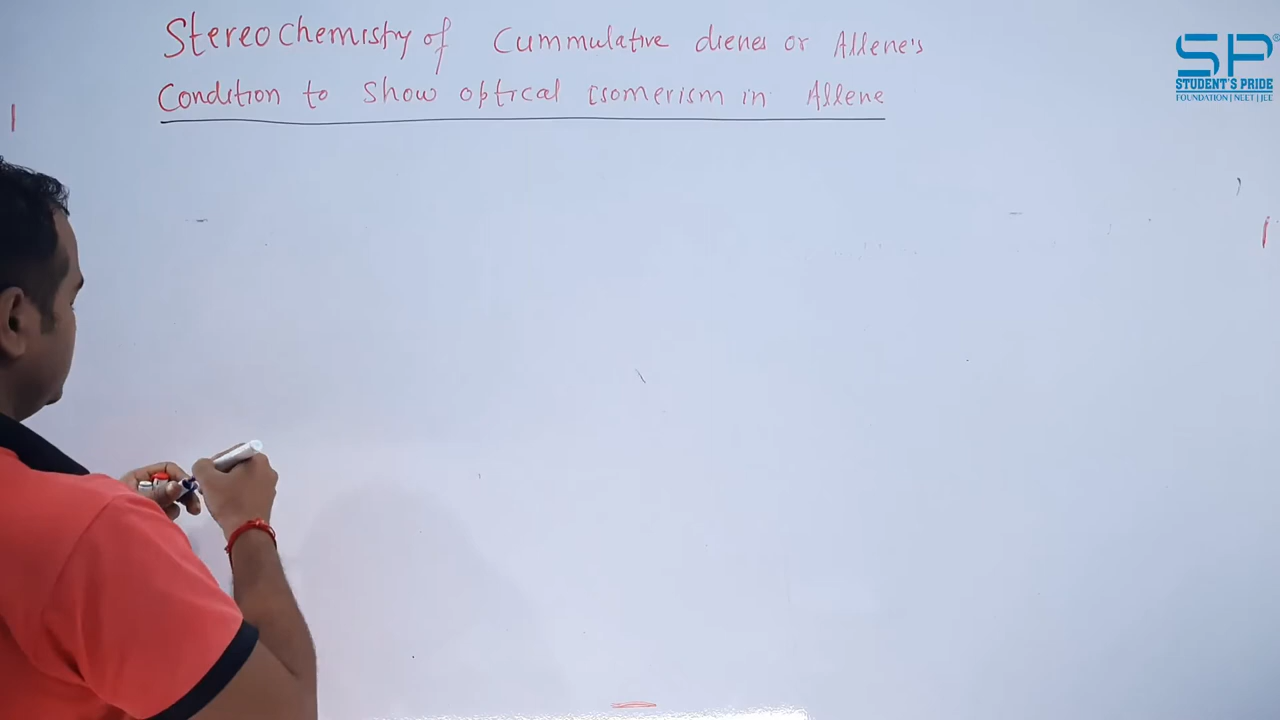 Stereochemistry of Cummulative dienes or Allene's
Condition to show optical isomerism in Allene
SP®
STUDENT'S PRIDE
FOUNDATION | NEET | JEE